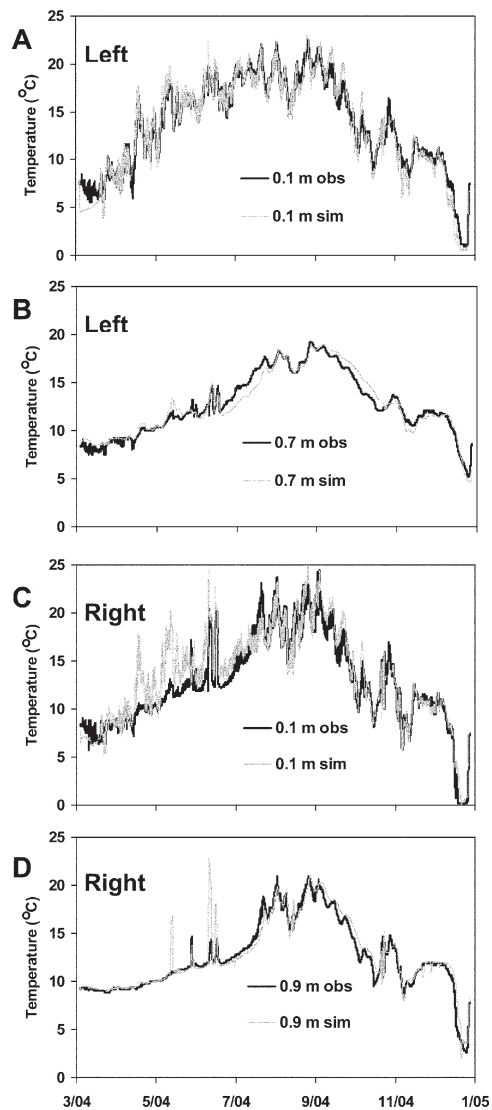 A
Left
25
20
15
10
5
0
Temperature (°C)
0.1 m obs
0.1 m sim
B
Left
25
20
15
10
5
0
Temperature (°C)
0.7 m obs
0.7 m sim
C
Right
25
20
15
10
5
0
Temperature (°C)
0.1 m obs
0.1 m sim
D
Right
25
20
15
10
5
0
Temperature (°C)
0.9 m obs
0.9 m sim
3/04 5/04 7/04 9/04 11/04 1/05